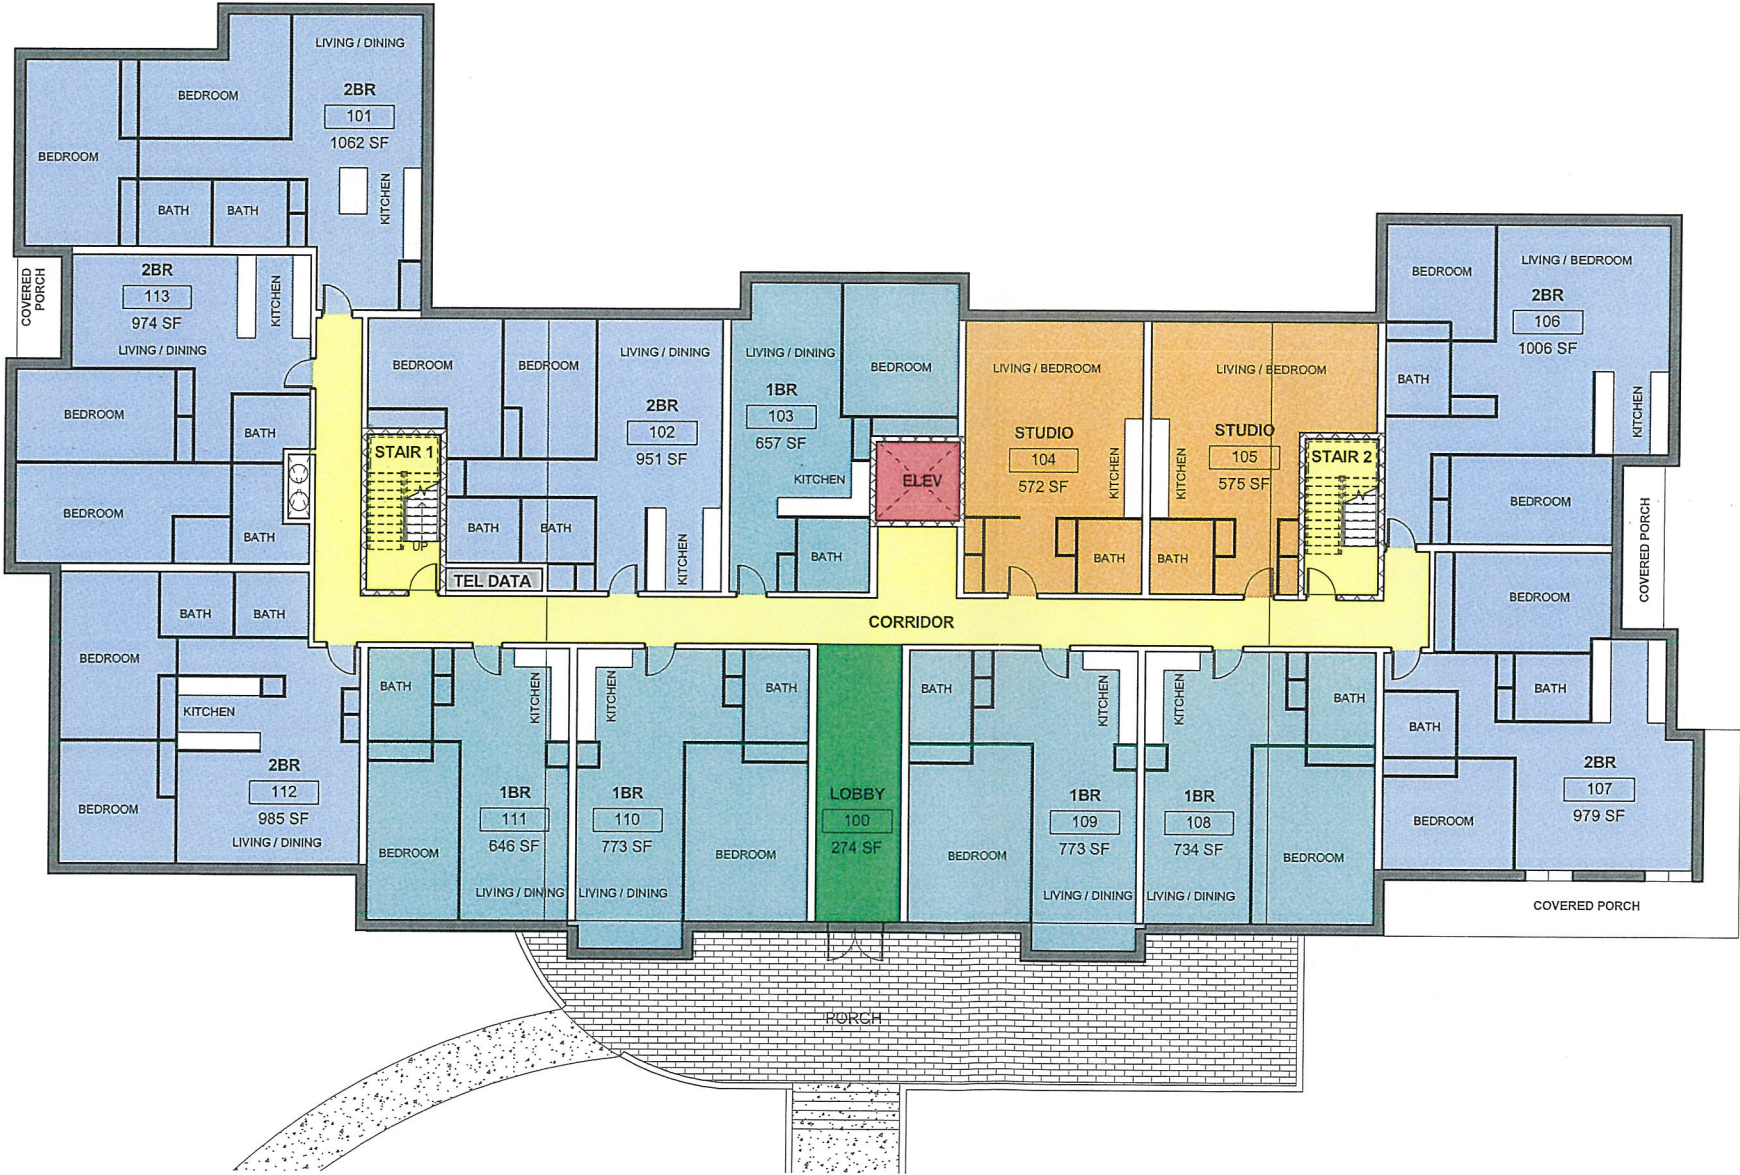 LIVING / DINING
BEDROOM
2BR
101
1062 SF
BEDROOM
KITCHEN
BATH
BATH
COVERED
PORCH
2BR
113
974 SF
KITCHEN
LIVING / DINING
BEDROOM
BATH
BEDROOM
BATH
STAIR 1
UP
TEL DATA
BEDROOM
BEDROOM
LIVING / DINING
2BR
102
951 SF
BATH
BATH
KITCHEN
LIVING / DINING
BEDROOM
1BR
103
657 SF
KITCHEN
BATH
ELEV
LIVING / BEDROOM
STUDIO
104
572 SF
KITCHEN
BATH
LIVING / BEDROOM
STUDIO
105
575 SF
KITCHEN
BATH
STAIR 2
BEDROOM
LIVING / BEDROOM
2BR
106
1006 SF
BATH
KITCHEN
BEDROOM
COVERED PORCH
CORRIDOR
BEDROOM
BATH
BATH
2BR
107
979 SF
BEDROOM
COVERED PORCH
BATH
BATH
BEDROOM
KITCHEN
2BR
112
985 SF
BEDROOM
LIVING / DINING
BATH
KITCHEN
1BR
111
646 SF
BEDROOM
LIVING / DINING
KITCHEN
BATH
1BR
110
773 SF
BEDROOM
LIVING / DINING
LOBBY
100
274 SF
BATH
KITCHEN
1BR
109
773 SF
BEDROOM
LIVING / DINING
KITCHEN
BATH
1BR
108
734 SF
BEDROOM
LIVING / DINING
PORCH